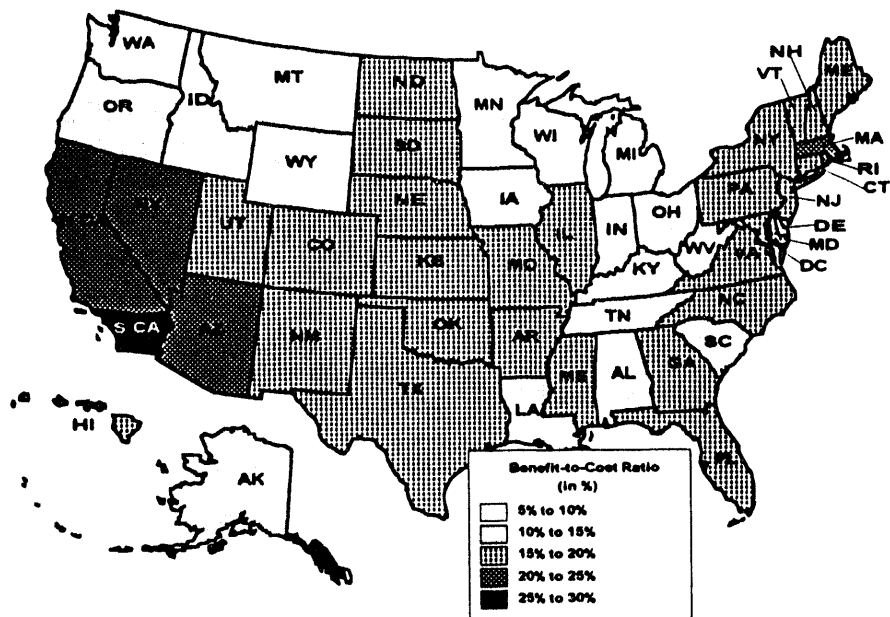 WA
MT
ND
MN
NH
VT
ME
OR
ID
SD
WI
MI
NY
MA
WY
RI
CT
NV
UT
NE
IA
PA
NJ
CO
IL
IN
OH
DE
MD
DC
KS
MO
KY
WV
VA
S CA
AZ
NM
OK
AR
TN
NC
SC
TX
LA
AL
GA
FL
HI
AK
Benefit-to-Cost Ratio
(in %)
5% to 10%
10% to 15%
15% to 20%
20% to 25%
25% to 30%